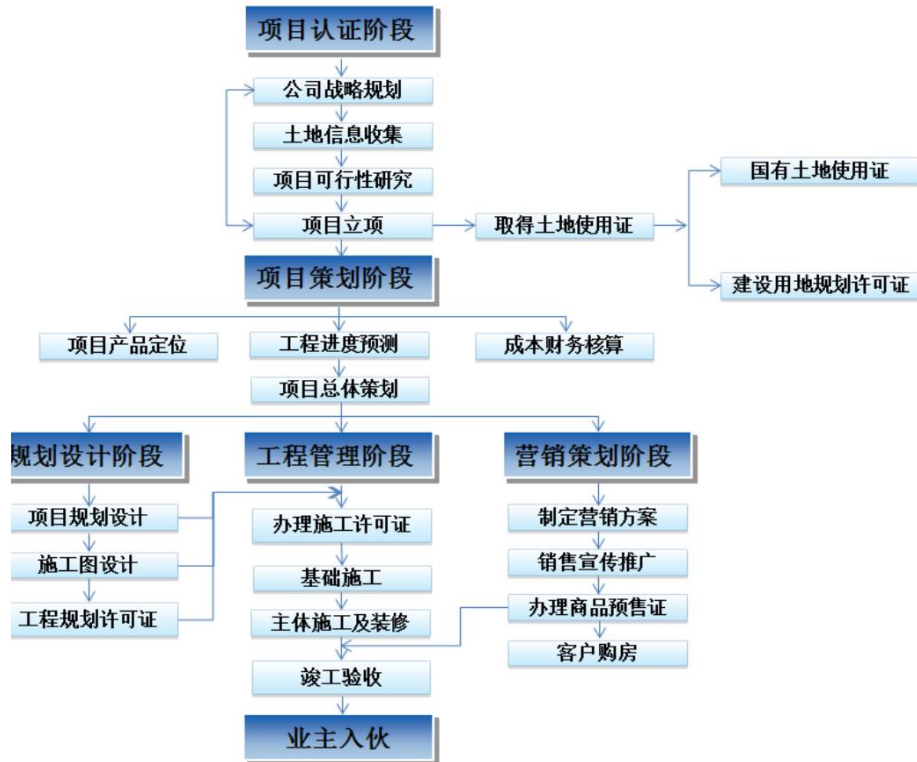 项目认证阶段
公司战略规划
土地信息收集
国有土地使用证
项目可行性研究
项目立项
取得土地使用证
项目策划阶段
建设用地规划许可证
项目产品定位
工程进度预测
成本财务核算
项目总体策划
规划设计阶段
工程管理阶段
营销策划阶段
项目规划设计
办理施工许可证
制定营销方案
施工图设计
基础施工
销售宣传推广
工程规划许可证
主体施工及装修
办理商品预售证
竣工验收
客户购房
业主入伙